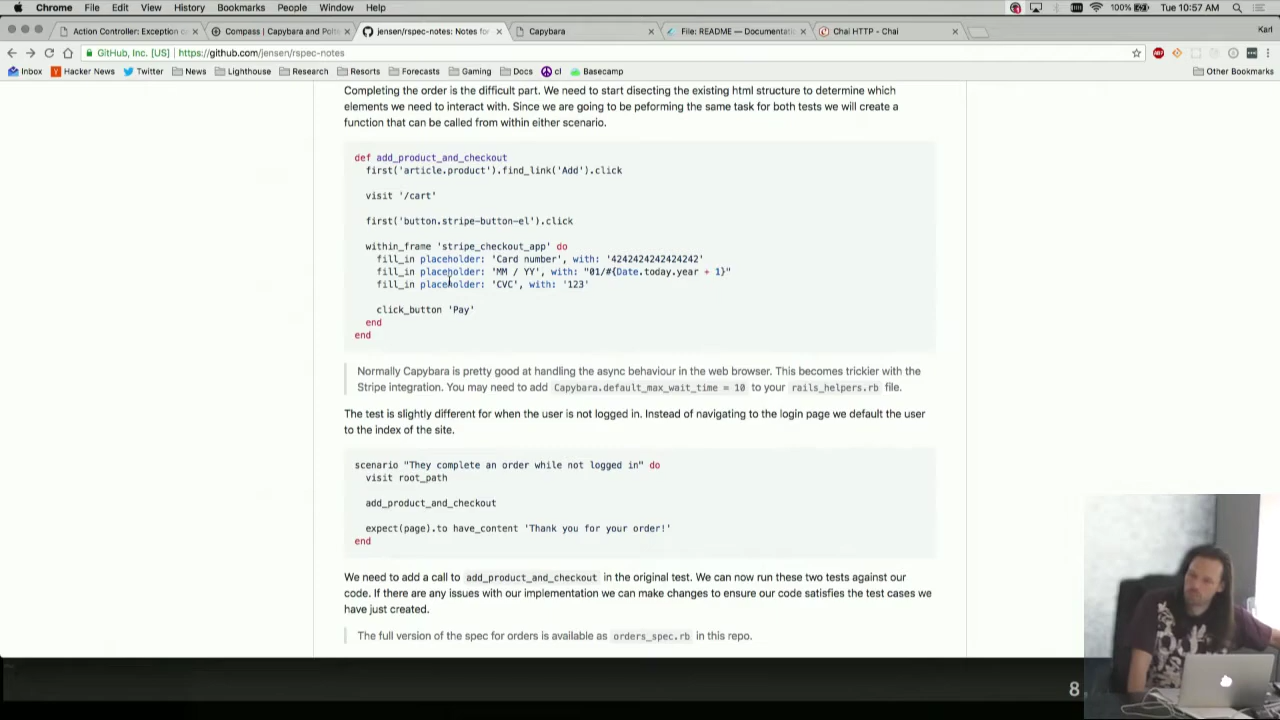 Chrome File Edit View History Bookmarks People Window Help 100% Tue 10:57 AM
Action Controller: Exception c Compass | Capybara and Post jensen/rspec-notes: Notes for Capybara File: README — Documentati Chai HTTP - Chai Karl
GitHub, Inc. [US] https://github.com/jensen/rspec-notes
Inbox Hacker News Twitter News Lighthouse Research Resorts Forecasts Gaming Docs cl Basecamp Other Bookmarks
Completing the order is the difficult part. We need to start disecting the existing html structure to determine which
elements we need to interact with. Since we are going to be peforming the same task for both tests we will create a
function that can be called from within either scenario.
def add_product_and_checkout
first('article.product').find_link('Add').click
visit '/cart'
first('button.stripe-button-el').click
within_frame 'stripe_checkout_app' do
fill_in placeholder: 'Card number', with: '4242424242424242'
fill_in placeholder: 'MM / YY', with: "01/#{Date.today.year + 1}"
fill_in placeholder: 'CVC', with: '123'
click_button 'Pay'
end
end
Normally Capybara is pretty good at handling the async behaviour in the web browser. This becomes trickier with the
Stripe integration. You may need to add Capybara.default_max_wait_time = 10 to your rails_helpers.rb file.
The test is slightly different for when the user is not logged in. Instead of navigating to the login page we default the user
to the index of the site.
scenario "They complete an order while not logged in" do
visit root_path
add_product_and_checkout
expect(page).to have_content 'Thank you for your order!'
end
We need to add a call to add_product_and_checkout in the original test. We can now run these two tests against our
code. If there are any issues with our implementation we can make changes to ensure our code satisfies the test cases we
have just created.
The full version of the spec for orders is available as orders_spec.rb in this repo.
8